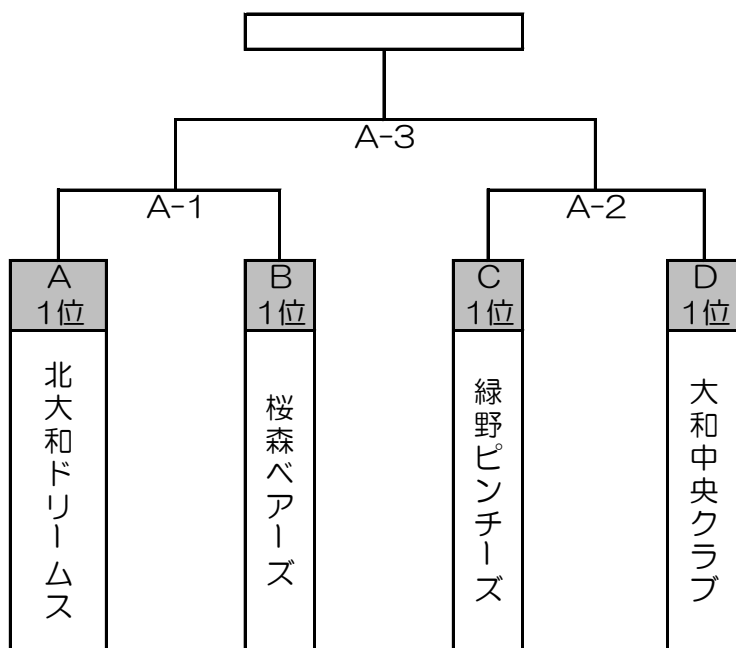 A-3
A-1
A-2
A
1位
B
1位
C
1位
D
1位
北大和ドリームス
桜森ベアーズ
緑野ピンチーズ
大和中央クラブ